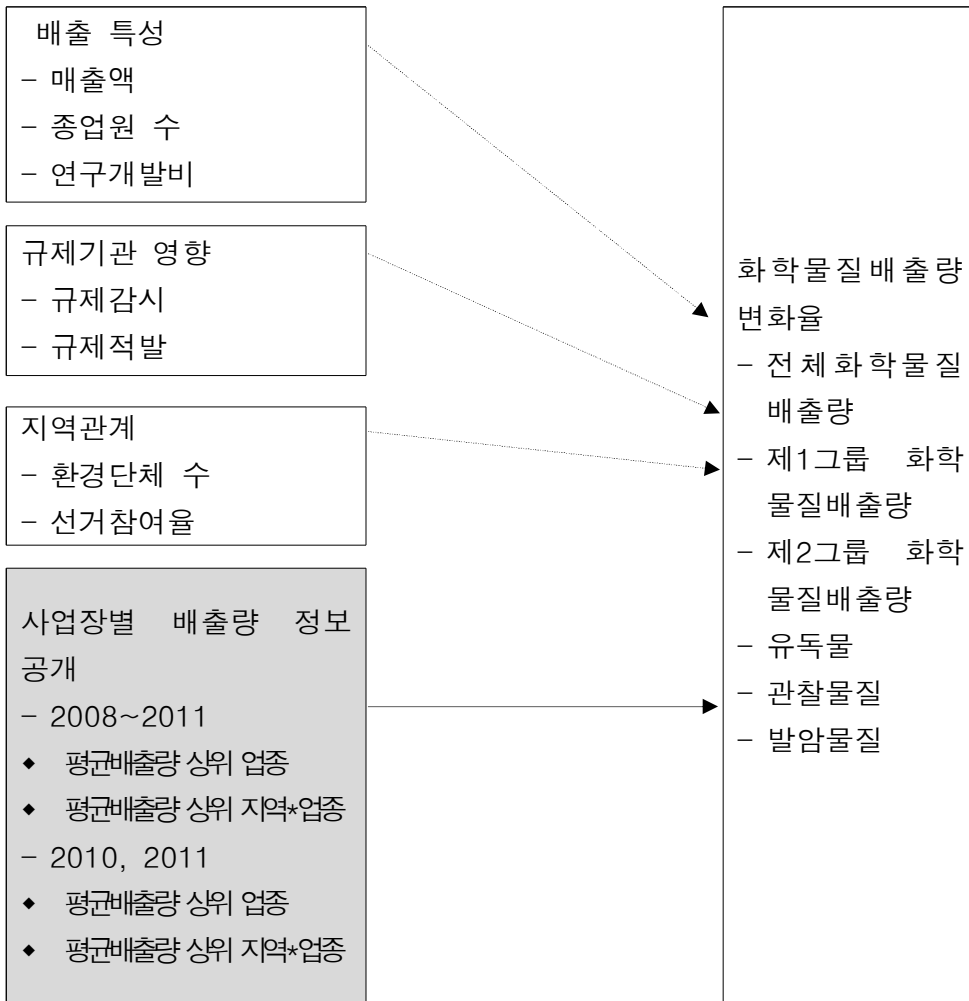 배출 특성
– 매출액
– 종업원 수
– 연구개발비
규제기관 영향
– 규제감시
– 규제적발
지역관계
– 환경단체 수
– 선거참여율
사업장별 배출량 정보
공개
– 2008~2011
◆ 평균배출량 상위 업종
◆ 평균배출량 상위 지역*업종
– 2010, 2011
◆ 평균배출량 상위 업종
◆ 평균배출량 상위 지역*업종
화학물질배출량
변화율
– 전체화학물질
배출량
– 제1그룹 화학
물질배출량
– 제2그룹 화학
물질배출량
– 유독물
– 관찰물질
– 발암물질